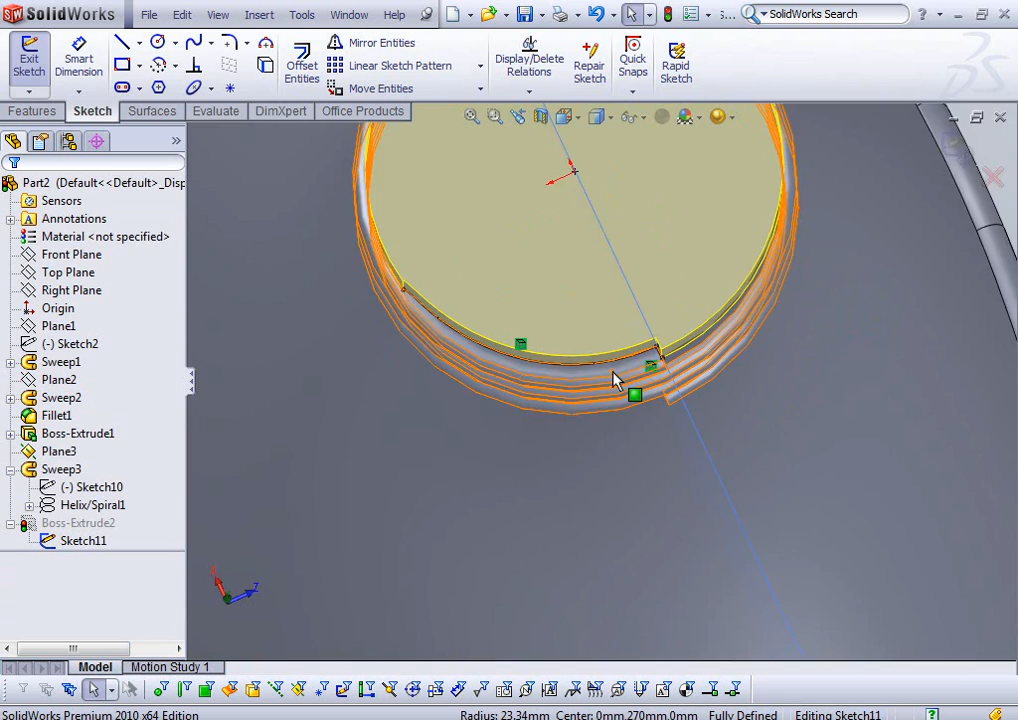 SolidWorks File Edit View Insert Tools Window Help S... SolidWorks Search
Exit Sketch Smart Dimension Offset Entities Mirror Entities Linear Sketch Pattern Move Entities Display/Delete Relations Repair Sketch Quick Snaps Rapid Sketch
Features Sketch Surfaces Evaluate DimXpert Office Products
Part2 (Default<<Default>_Disp
Sensors
Annotations
Material <not specified>
Front Plane
Top Plane
Right Plane
Origin
Plane1
(-) Sketch2
Sweep1
Plane2
Sweep2
Fillet1
Boss-Extrude1
Plane3
Sweep3
(-) Sketch10
Helix/Spiral1
Boss-Extrude2
Sketch11
Z
Model Motion Study 1
SolidWorks Premium 2010 x64 Edition Radius: 23.34mm Center: 0mm,270mm,0mm Fully Defined Editing Sketch11